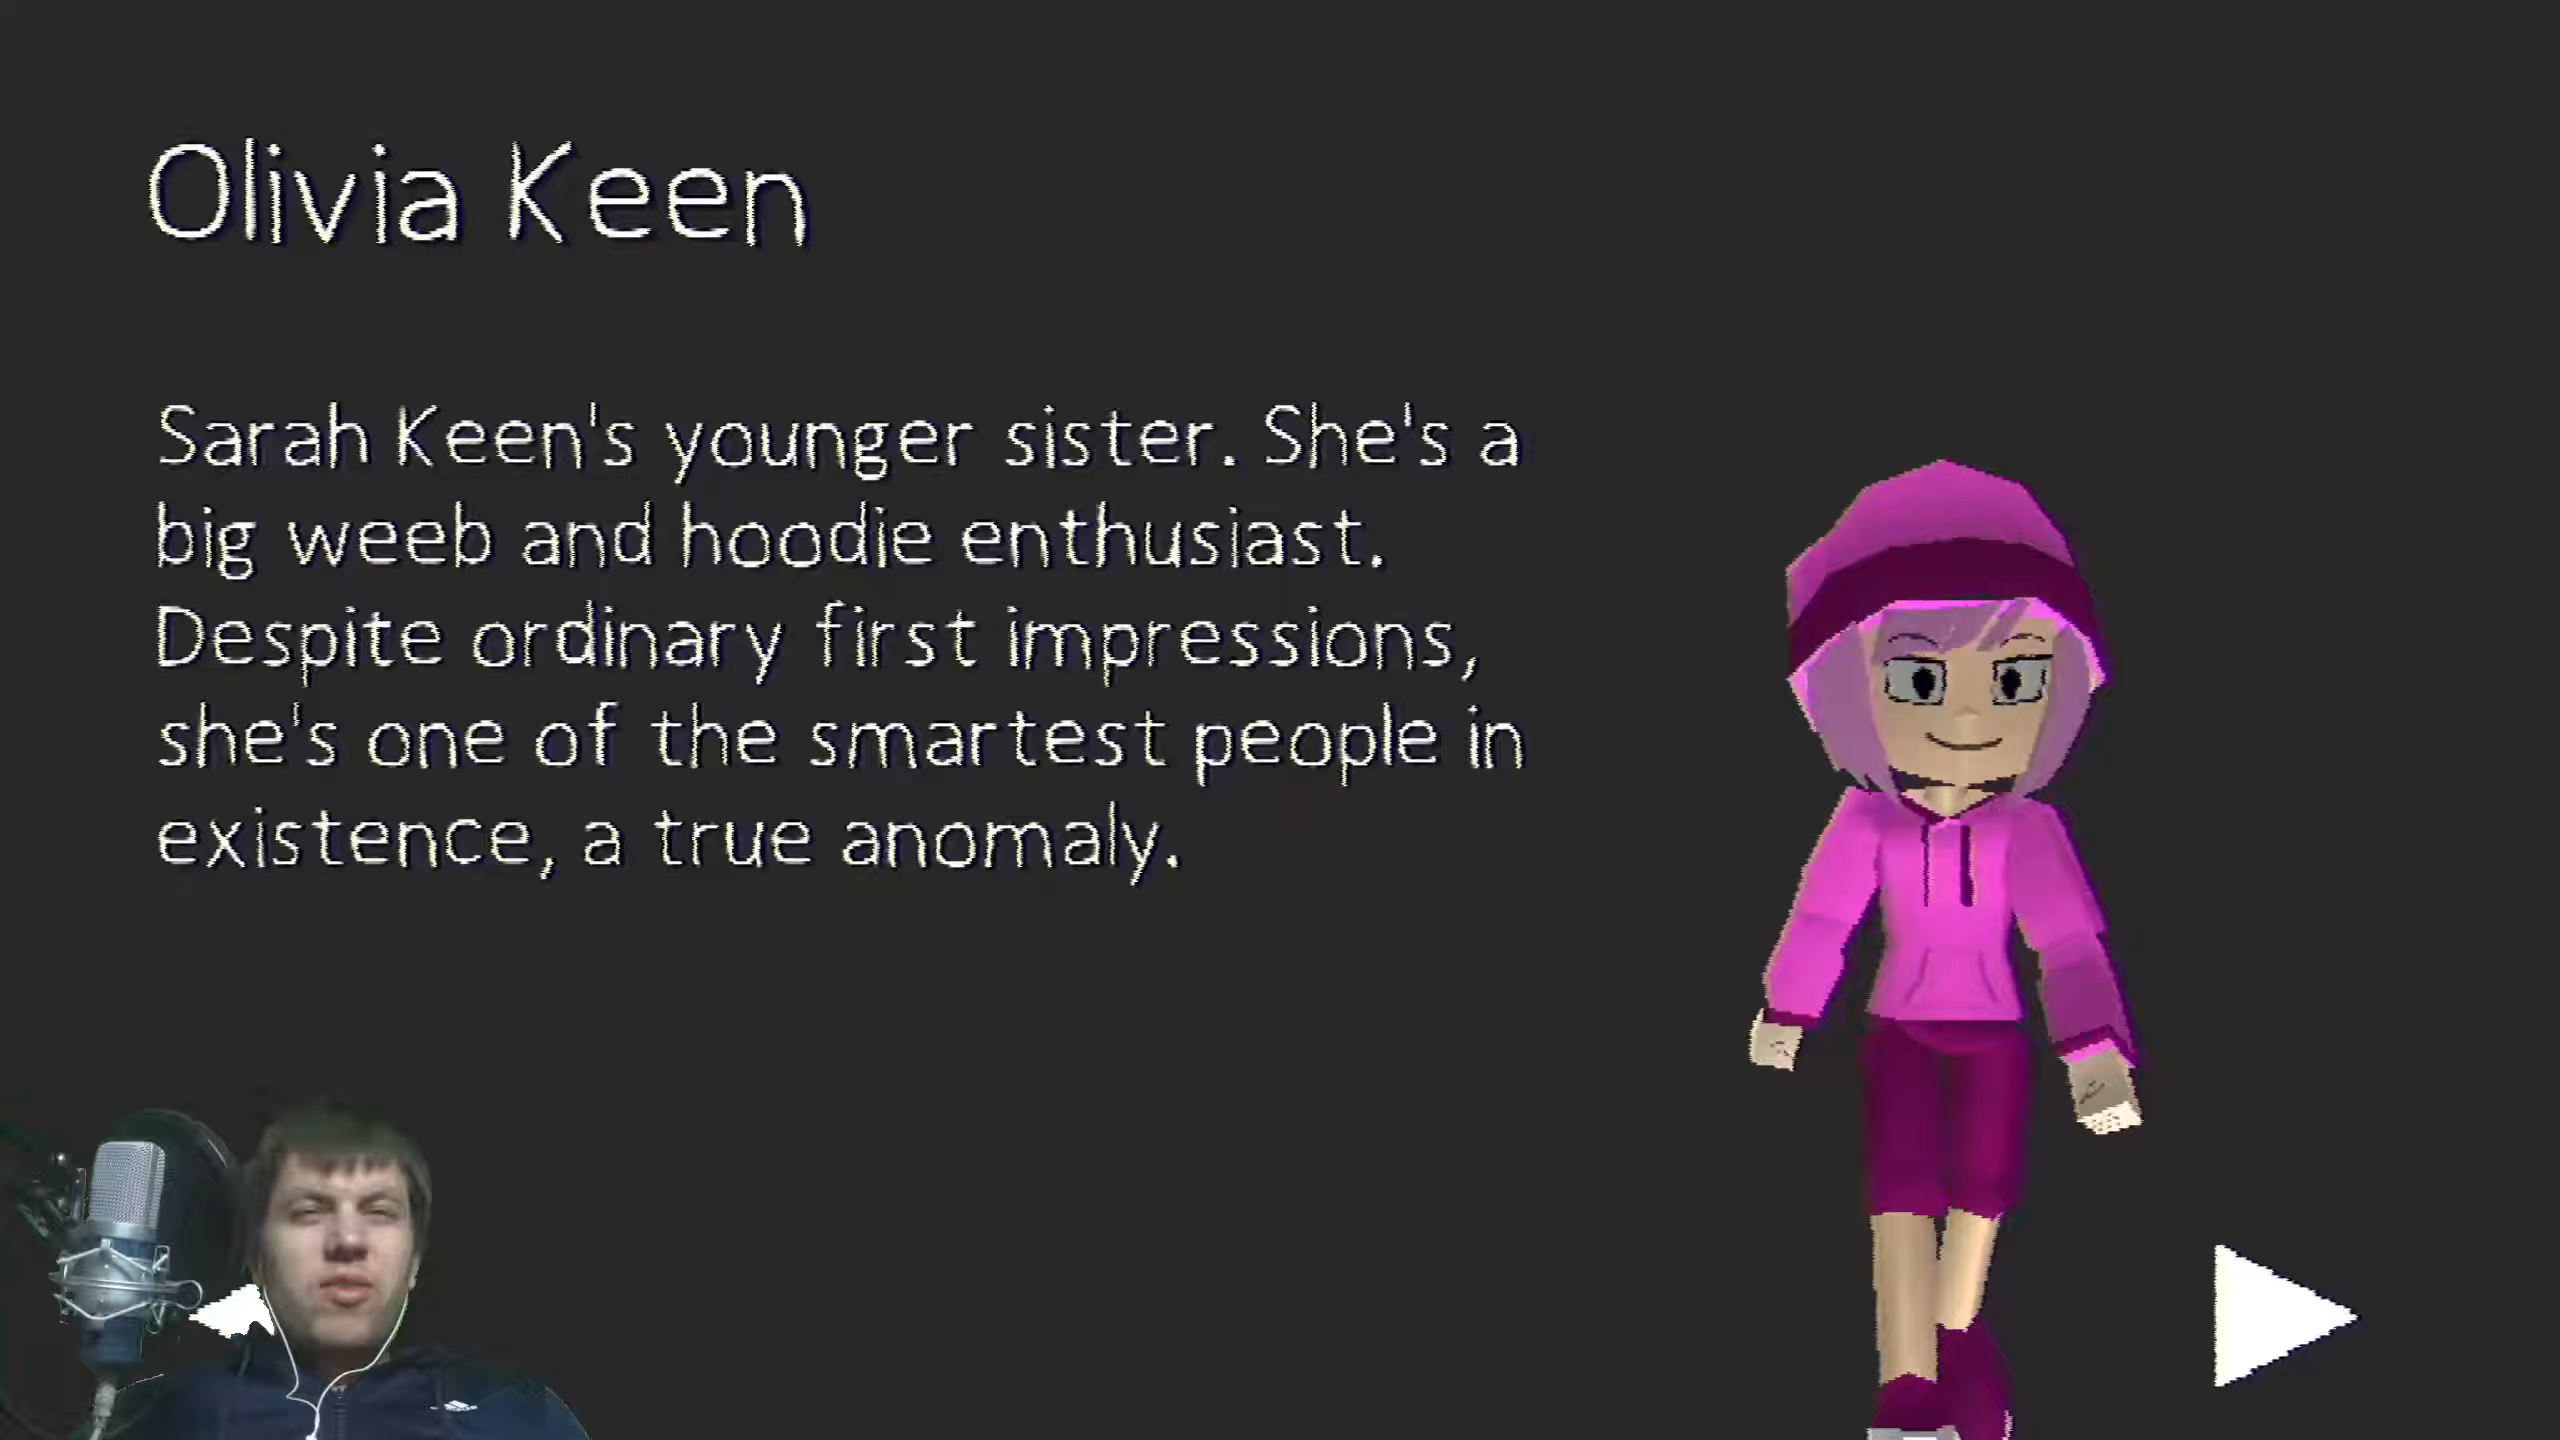 Olivia Keen
Sarah Keen's younger sister. She's a
big weeb and hoodie enthusiast.
Despite ordinary first impressions,
she's one of the smartest people in
existence, a true anomaly.